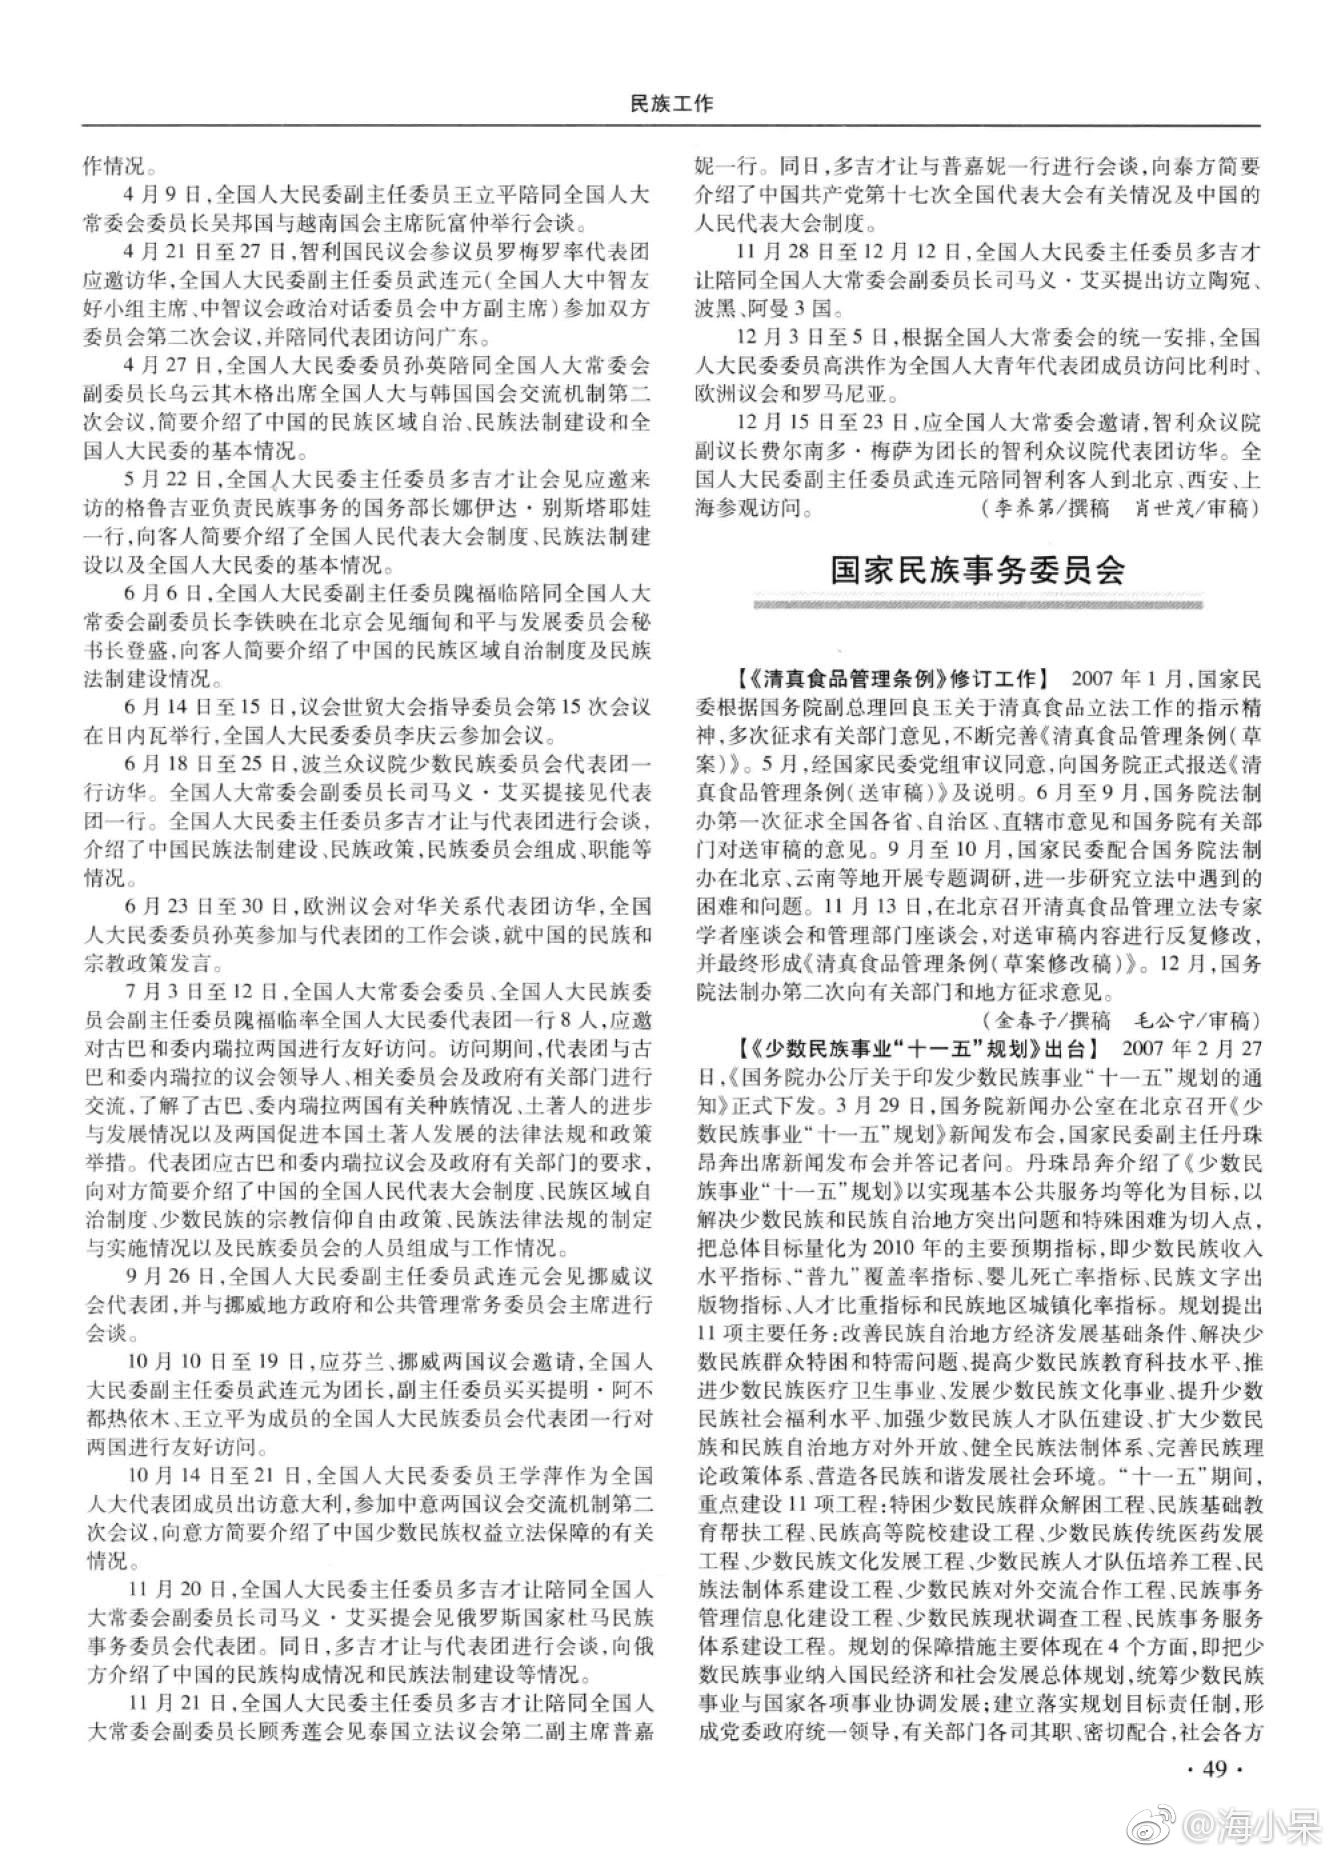 民族工作
作情况。
4月9日,全国人大民委副主任委员王立平陪同全国人大
常委会委员长吴邦国与越南国会主席阮富仲举行会谈。
4月21日至27日,智利国民议会参议员罗梅罗率代表团
应邀访华,全国人大民委副主任委员武连元(全国人大中智友
好小组主席、中智议会政治对话委员会中方副主席)参加双方
委员会第二次会议,并陪同代表团访问广东。
4月27日,全国人大民委委员孙英陪同全国人大常委会
副委员长乌云其木格出席全国人大与韩国国会交流机制第二
次会议,简要介绍了中国的民族区域自治、民族法制建设和全
国人大民委的基本情况。
5月22日,全国人大民委主任委员多吉才让会见应邀来
访的格鲁吉亚负责民族事务的国务部长娜伊达·别斯塔耶娃
一行,向客人简要介绍了全国人民代表大会制度、民族法制建
设以及全国人大民委的基本情况。
6月6日,全国人大民委副主任委员隗福临陪同全国人大
常委会副委员长李铁映在北京会见缅甸和平与发展委员会秘
书长登盛,向客人简要介绍了中国的民族区域自治制度及民族
法制建设情况。
6月14日至15日,议会世贸大会指导委员会第15次会议
在日内瓦举行,全国人大民委委员李庆云参加会议。
6月18日至25日,波兰众议院少数民族委员会代表团一
行访华。全国人大常委会副委员长司马义·艾买提接见代表
团一行。全国人大民委主任委员多吉才让与代表团进行会谈,
介绍了中国民族法制建设、民族政策,民族委员会组成、职能等
情况。
6月23日至30日,欧洲议会对华关系代表团访华,全国
人大民委委员孙英参加与代表团的工作会谈,就中国的民族和
宗教政策发言。
7月3日至12日,全国人大常委会委员、全国人大民族委
员会副主任委员隗福临率全国人大民委代表团一行8人,应邀
对古巴和委内瑞拉两国进行友好访问。访问期间,代表团与古
巴和委内瑞拉的议会领导人、相关委员会及政府有关部门进行
交流,了解了古巴、委内瑞拉两国有关种族情况、土著人的进步
与发展情况以及两国促进本国土著人发展的法律法规和政策
举措。代表团应古巴和委内瑞拉议会及政府有关部门的要求,
向对方简要介绍了中国的全国人民代表大会制度、民族区域自
治制度、少数民族的宗教信仰自由政策、民族法律法规的制定
与实施情况以及民族委员会的人员组成与工作情况。
9月26日,全国人大民委副主任委员武连元会见挪威议
会代表团,并与挪威地方政府和公共管理常务委员会主席进行
会谈。
10月10日至19日,应芬兰、挪威两国议会邀请,全国人
大民委副主任委员武连元为团长,副主任委员买买提明·阿不
都热依木、王立平为成员的全国人大民族委员会代表团一行对
两国进行友好访问。
10月14日至21日,全国人大民委委员王学萍作为全国
人大代表团成员出访意大利,参加中意两国议会交流机制第二
次会议,向意方简要介绍了中国少数民族权益立法保障的有关
情况。
11月20日,全国人大民委主任委员多吉才让陪同全国人
大常委会副委员长司马义·艾买提会见俄罗斯国家杜马民族
事务委员会代表团。同日,多吉才让与代表团进行会谈,向俄
方介绍了中国的民族构成情况和民族法制建设等情况。
11月21日,全国人大民委主任委员多吉才让陪同全国人
大常委会副委员长顾秀莲会见泰国立法议会第二副主席普嘉
妮一行。同日,多吉才让与普嘉妮一行进行会谈,向泰方简要
介绍了中国共产党第十七次全国代表大会有关情况及中国的
人民代表大会制度。
11月28日至12月12日,全国人大民委主任委员多吉才
让陪同全国人大常委会副委员长司马义·艾买提出访立陶宛、
波黑、阿曼3国。
12月3日至5日,根据全国人大常委会的统一安排,全国
人大民委委员高洪作为全国人大青年代表团成员访问比利时、
欧洲议会和罗马尼亚。
12月15日至23日,应全国人大常委会邀请,智利众议院
副议长费尔南多·梅萨为团长的智利众议院代表团访华。全
国人大民委副主任委员武连元陪同智利客人到北京、西安、上
海参观访问。 (李养第/撰稿 肖世茂/审稿)
国家民族事务委员会
【《清真食品管理条例》修订工作】 2007年1月,国家民
委根据国务院副总理回良玉关于清真食品立法工作的指示精
神,多次征求有关部门意见,不断完善《清真食品管理条例(草
案)》。5月,经国家民委党组审议同意,向国务院正式报送《清
真食品管理条例(送审稿)》及说明。6月至9月,国务院法制
办第一次征求全国各省、自治区、直辖市意见和国务院有关部
门对送审稿的意见。9月至10月,国家民委配合国务院法制
办在北京、云南等地开展专题调研,进一步研究立法中遇到的
困难和问题。11月13日,在北京召开清真食品管理立法专家
学者座谈会和管理部门座谈会,对送审稿内容进行反复修改,
并最终形成《清真食品管理条例(草案修改稿)》。12月,国务
院法制办第二次向有关部门和地方征求意见。
(金春子/撰稿 毛公宁/审稿)
【《少数民族事业“十一五”规划》出台】 2007年2月27
日,《国务院办公厅关于印发少数民族事业“十一五”规划的通
知》正式下发。3月29日,国务院新闻办公室在北京召开《少
数民族事业“十一五”规划》新闻发布会,国家民委副主任丹珠
昂奔出席新闻发布会并答记者问。丹珠昂奔介绍了《少数民
族事业“十一五”规划》以实现基本公共服务均等化为目标,以
解决少数民族和民族自治地方突出问题和特殊困难为切入点,
把总体目标量化为2010年的主要预期指标,即少数民族收入
水平指标、“普九”覆盖率指标、婴儿死亡率指标、民族文字出
版物指标、人才比重指标和民族地区城镇化率指标。规划提出
11项主要任务:改善民族自治地方经济发展基础条件、解决少
数民族群众特困和特需问题、提高少数民族教育科技水平、推
进少数民族医疗卫生事业、发展少数民族文化事业、提升少数
民族社会福利水平、加强少数民族人才队伍建设、扩大少数民
族和民族自治地方对外开放、健全民族法制体系、完善民族理
论政策体系、营造各民族和谐发展社会环境。“十一五”期间,
重点建设11项工程:特困少数民族群众解困工程、民族基础教
育帮扶工程、民族高等院校建设工程、少数民族传统医药发展
工程、少数民族文化发展工程、少数民族人才队伍培养工程、民
族法制体系建设工程、少数民族对外交流合作工程、民族事务
管理信息化建设工程、少数民族现状调查工程、民族事务服务
体系建设工程。规划的保障措施主要体现在4个方面,即把少
数民族事业纳入国民经济和社会发展总体规划,统筹少数民族
事业与国家各项事业协调发展;建立落实规划目标责任制,形
成党委政府统一领导,有关部门各司其职、密切配合,社会各方
·49·
@海小呆